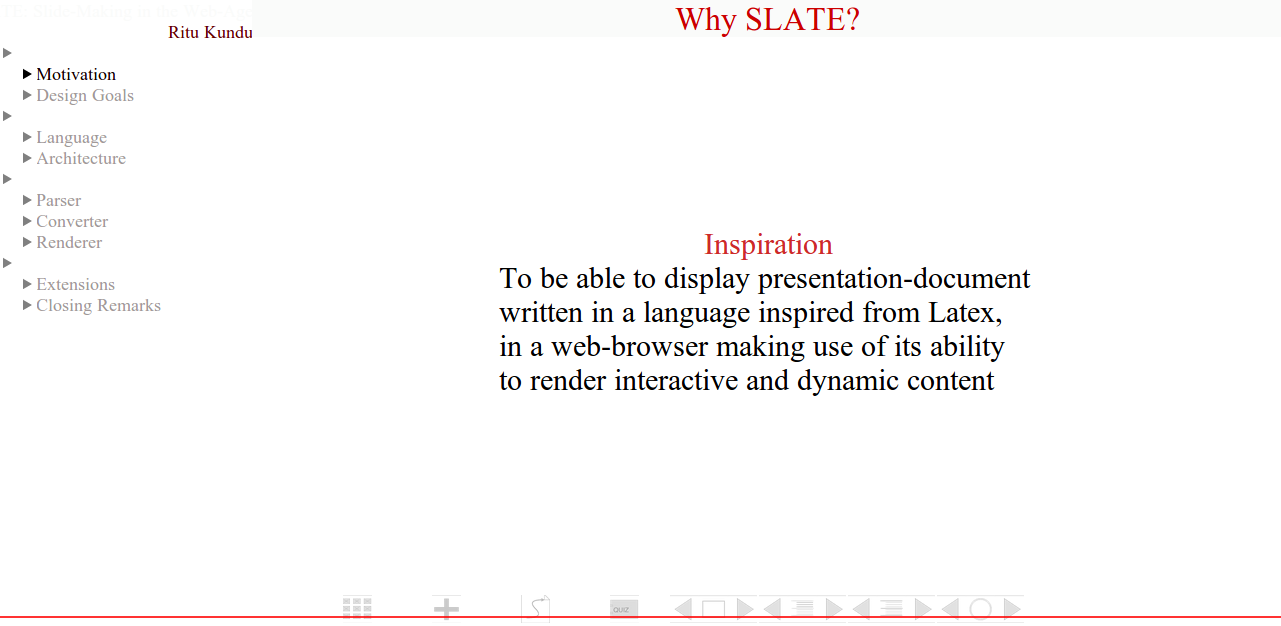 TE: Slide-Making in the Web-Age
Why SLATE?
Ritu Kundu
Motivation
Design Goals
Language
Architecture
Parser
Converter
Renderer
Extensions
Closing Remarks
Inspiration
To be able to display presentation-document
written in a language inspired from Latex,
in a web-browser making use of its ability
to render interactive and dynamic content
QUIZ